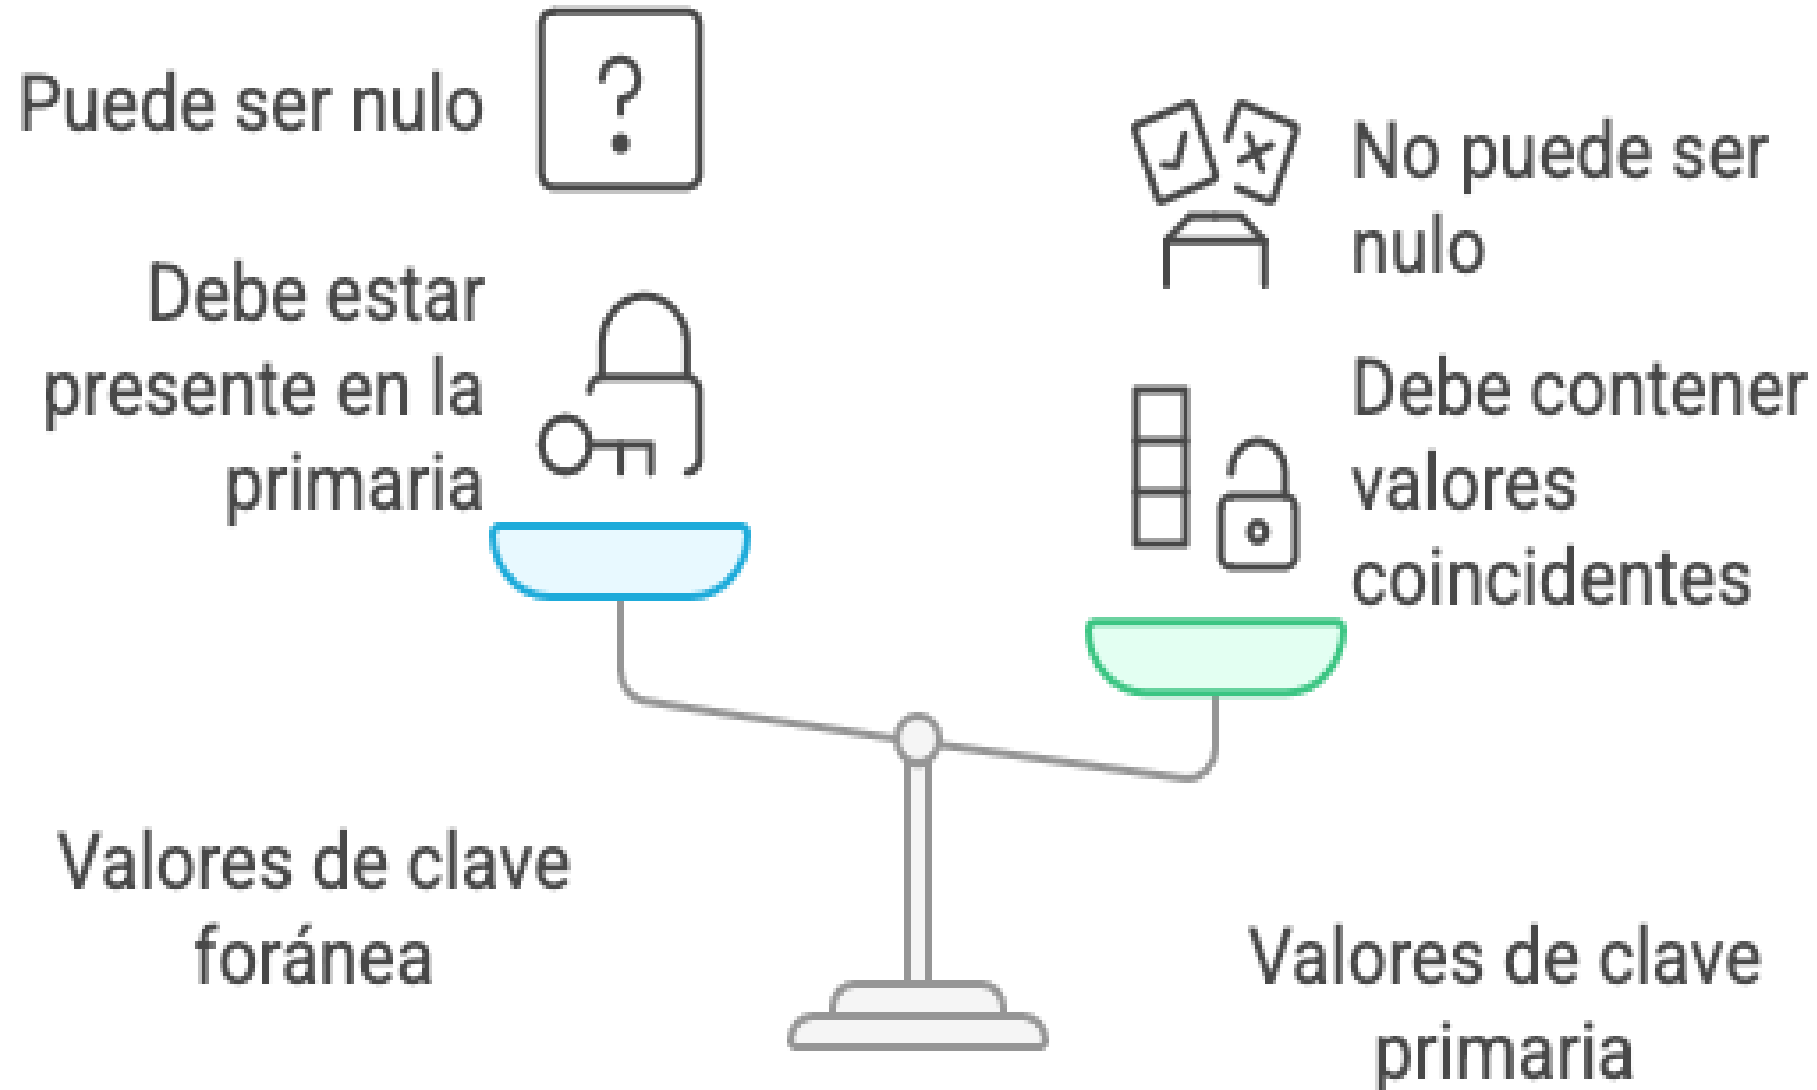 Puede ser nulo
Debe estar
presente en la
primaria
No puede ser
nulo
Debe contener
valores
coincidentes
Valores de clave
foránea
Valores de clave
primaria